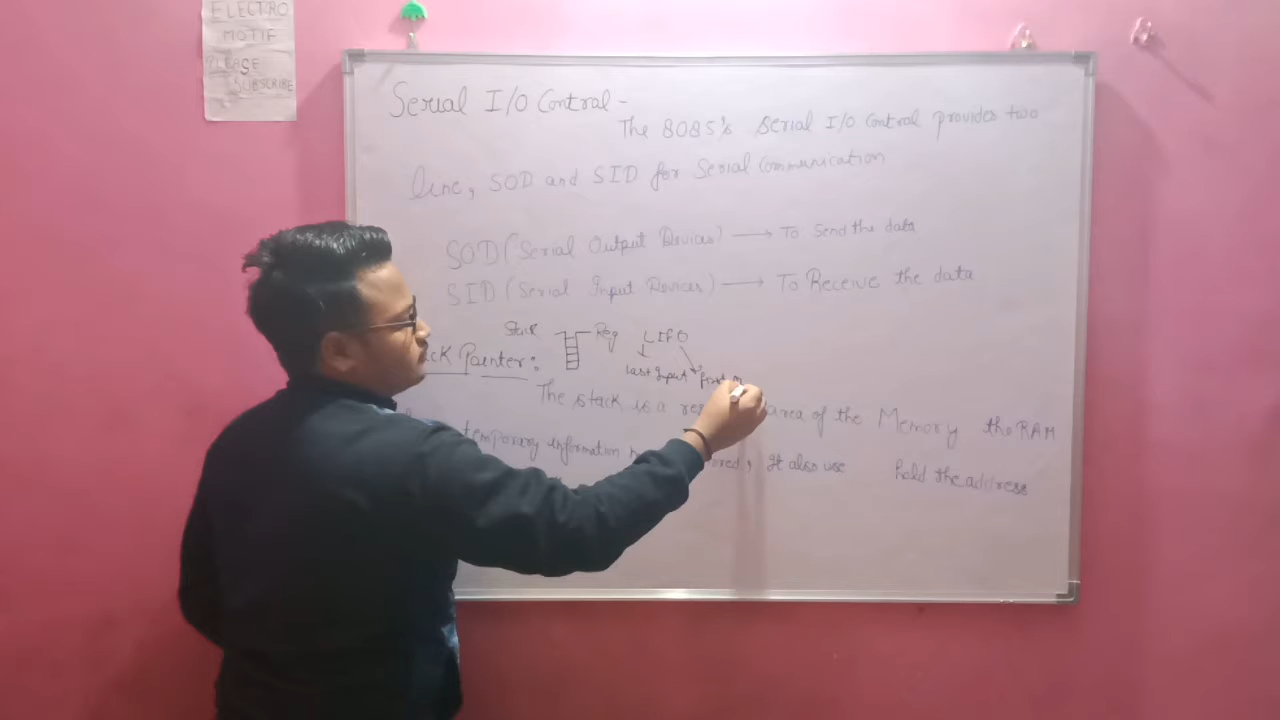 ELECTRO
MOTIF
PLEASE
SUBSCRIBE
Serial I/O Control -
The 8085's Serial I/O Control provides two
line, SOD and SID for Serial Communication
SOD (Serial Output Devices) → To Send the data
SID (Serial Input Devices) → To Receive the data
Stack Reg LIFO
Pointer:
Last Input first
The stack is a area of the Memory the RAM
temporary information It also use hold the address